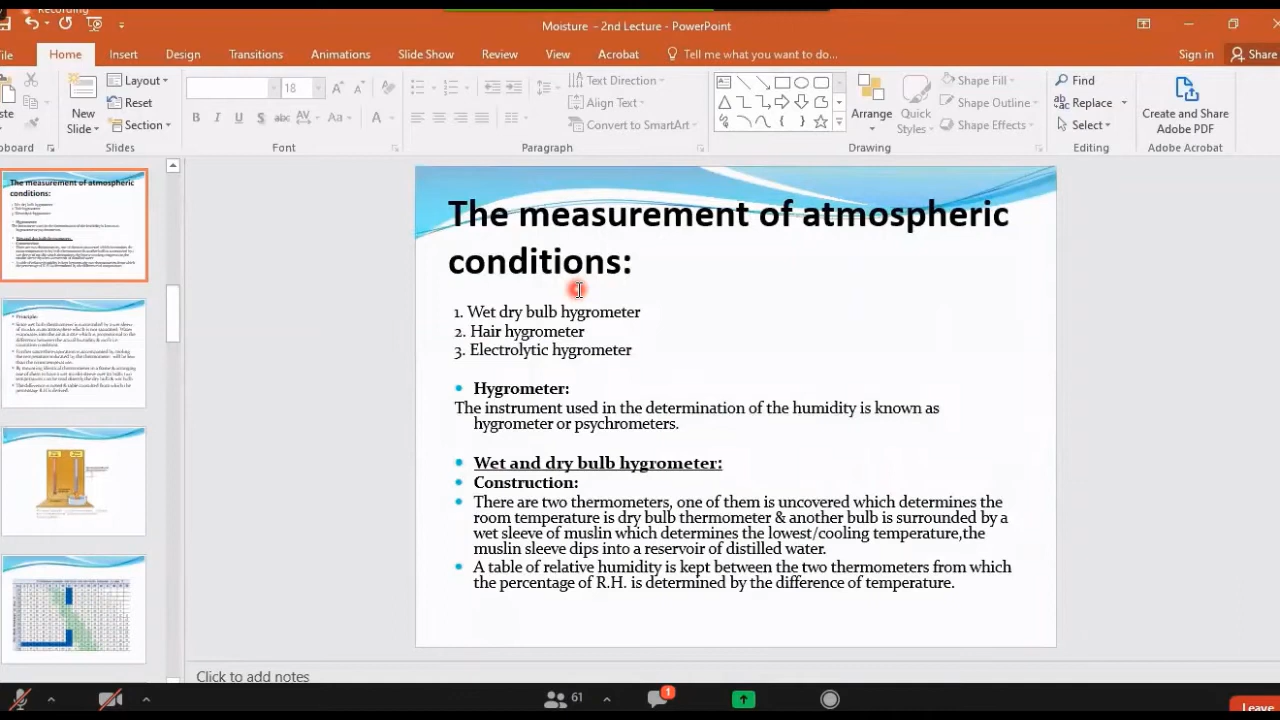 Recording
Moisture - 2nd Lecture - PowerPoint
File Home Insert Design Transitions Animations Slide Show Review View Acrobat Tell me what you want to do... Sign in Share
Layout Reset Section
New Slide
18
Text Direction
Align Text
Convert to SmartArt
Arrange
Quick Styles
Shape Fill
Shape Outline
Shape Effects
Find
Replace
Select
Create and Share
Adobe PDF
Slides Font Paragraph Drawing Editing Adobe Acrobat
The measurement of atmospheric
conditions:
1. Wet dry bulb hygrometer
2. Hair hygrometer
3. Electrolytic hygrometer
• Hygrometer:
The instrument used in the determination of the humidity is known as
hygrometer or psychrometers.
• Wet and dry bulb hygrometer:
• Construction:
• There are two thermometers, one of them is uncovered which determines the
room temperature is dry bulb thermometer & another bulb is surrounded by a
wet sleeve of muslin which determines the lowest/cooling temperature,the
muslin sleeve dips into a reservoir of distilled water.
• A table of relative humidity is kept between the two thermometers from which
the percentage of R.H. is determined by the difference of temperature.
The measurement of atmospheric
conditions:
Click to add notes
61
1
Leave